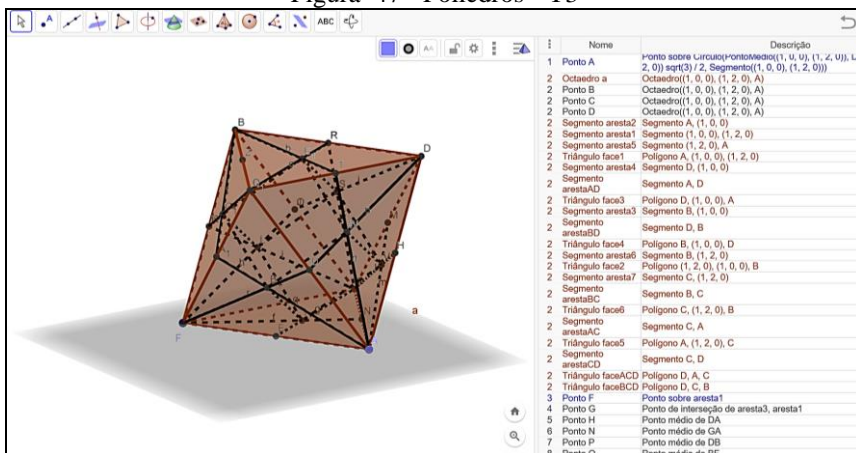 Figura 47 - Poliedros – T5
ABC
AA
Nome Descrição
1 Ponto A Ponto sobre Círculo(PontoMédio((1, 0, 0), (1, 2, 0)),
2, 0)) sqrt(3) / 2, Segmento((1, 0, 0), (1, 2, 0)))
2 Octaedro a Octaedro((1, 0, 0), (1, 2, 0), A)
2 Ponto B Octaedro((1, 0, 0), (1, 2, 0), A)
2 Ponto C Octaedro((1, 0, 0), (1, 2, 0), A)
2 Ponto D Octaedro((1, 0, 0), (1, 2, 0), A)
2 Segmento aresta2 Segmento A, (1, 0, 0)
2 Segmento aresta1 Segmento (1, 0, 0), (1, 2, 0)
2 Segmento aresta5 Segmento (1, 2, 0), A
2 Triângulo face1 Polígono A, (1, 0, 0), (1, 2, 0)
2 Segmento aresta4 Segmento D, (1, 0, 0)
2 Segmento arestaAD Segmento A, D
2 Triângulo face3 Polígono D, (1, 0, 0), A
2 Segmento aresta3 Segmento B, (1, 0, 0)
2 Segmento arestaBD Segmento D, B
2 Triângulo face4 Polígono B, (1, 0, 0), D
2 Segmento aresta6 Segmento B, (1, 2, 0)
2 Triângulo face2 Polígono (1, 2, 0), (1, 0, 0), B
2 Segmento aresta7 Segmento C, (1, 2, 0)
2 Segmento arestaBC Segmento B, C
2 Triângulo face6 Polígono C, (1, 2, 0), B
2 Segmento arestaAC Segmento C, A
2 Triângulo face5 Polígono A, (1, 2, 0), C
2 Segmento arestaCD Segmento C, D
2 Triângulo faceACD Polígono D, A, C
2 Triângulo faceBCD Polígono D, C, B
3 Ponto F Ponto sobre aresta1
4 Ponto G Ponto de interseção de aresta3, aresta1
5 Ponto H Ponto médio de DA
6 Ponto N Ponto médio de GA
7 Ponto P Ponto médio de DB
B
R
D
M
H
N
a
F